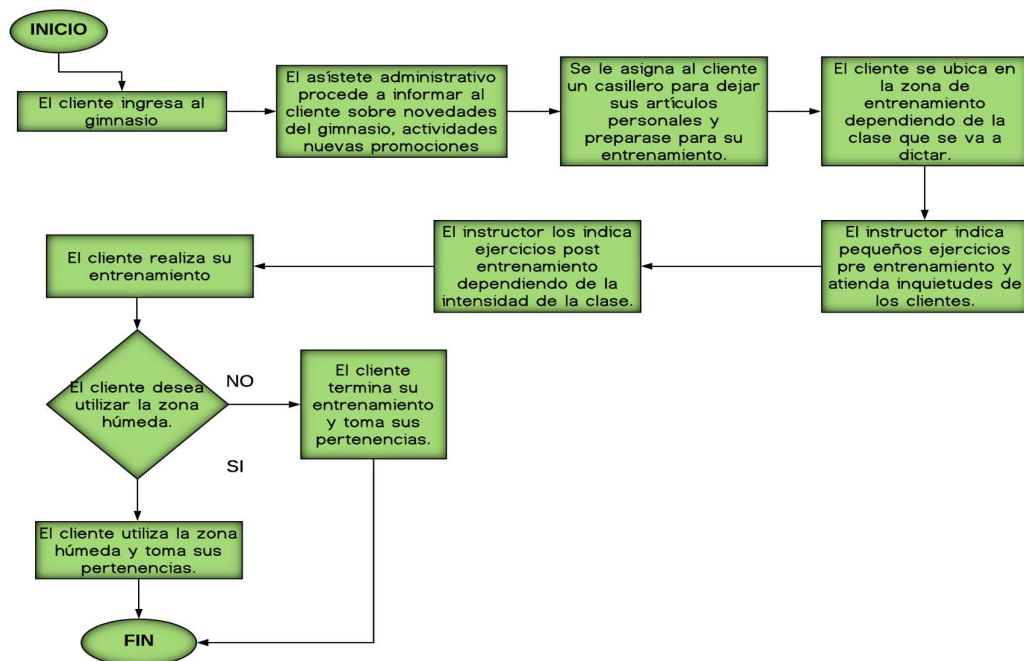 INICIO
El cliente ingresa al
gimnasio
El asístete administrativo
procede a informar al
cliente sobre novedades
del gimnasio, actividades
nuevas promociones
Se le asigna al cliente
un casillero para dejar
sus artículos
personales y
preparase para su
entrenamiento.
El cliente se ubica en
la zona de
entrenamiento
dependiendo de la
clase que se va a
dictar.
El instructor indica
pequeños ejercicios
pre entrenamiento y
atienda inquietudes de
los clientes.
El instructor los indica
ejercicios post
entrenamiento
dependiendo de la
intensidad de la clase.
El cliente realiza su
entrenamiento
El cliente desea
utilizar la zona
húmeda.
NO
El cliente
termina su
entrenamiento
y toma sus
pertenencias.
SI
El cliente utiliza la zona
húmeda y toma sus
pertenencias.
FIN